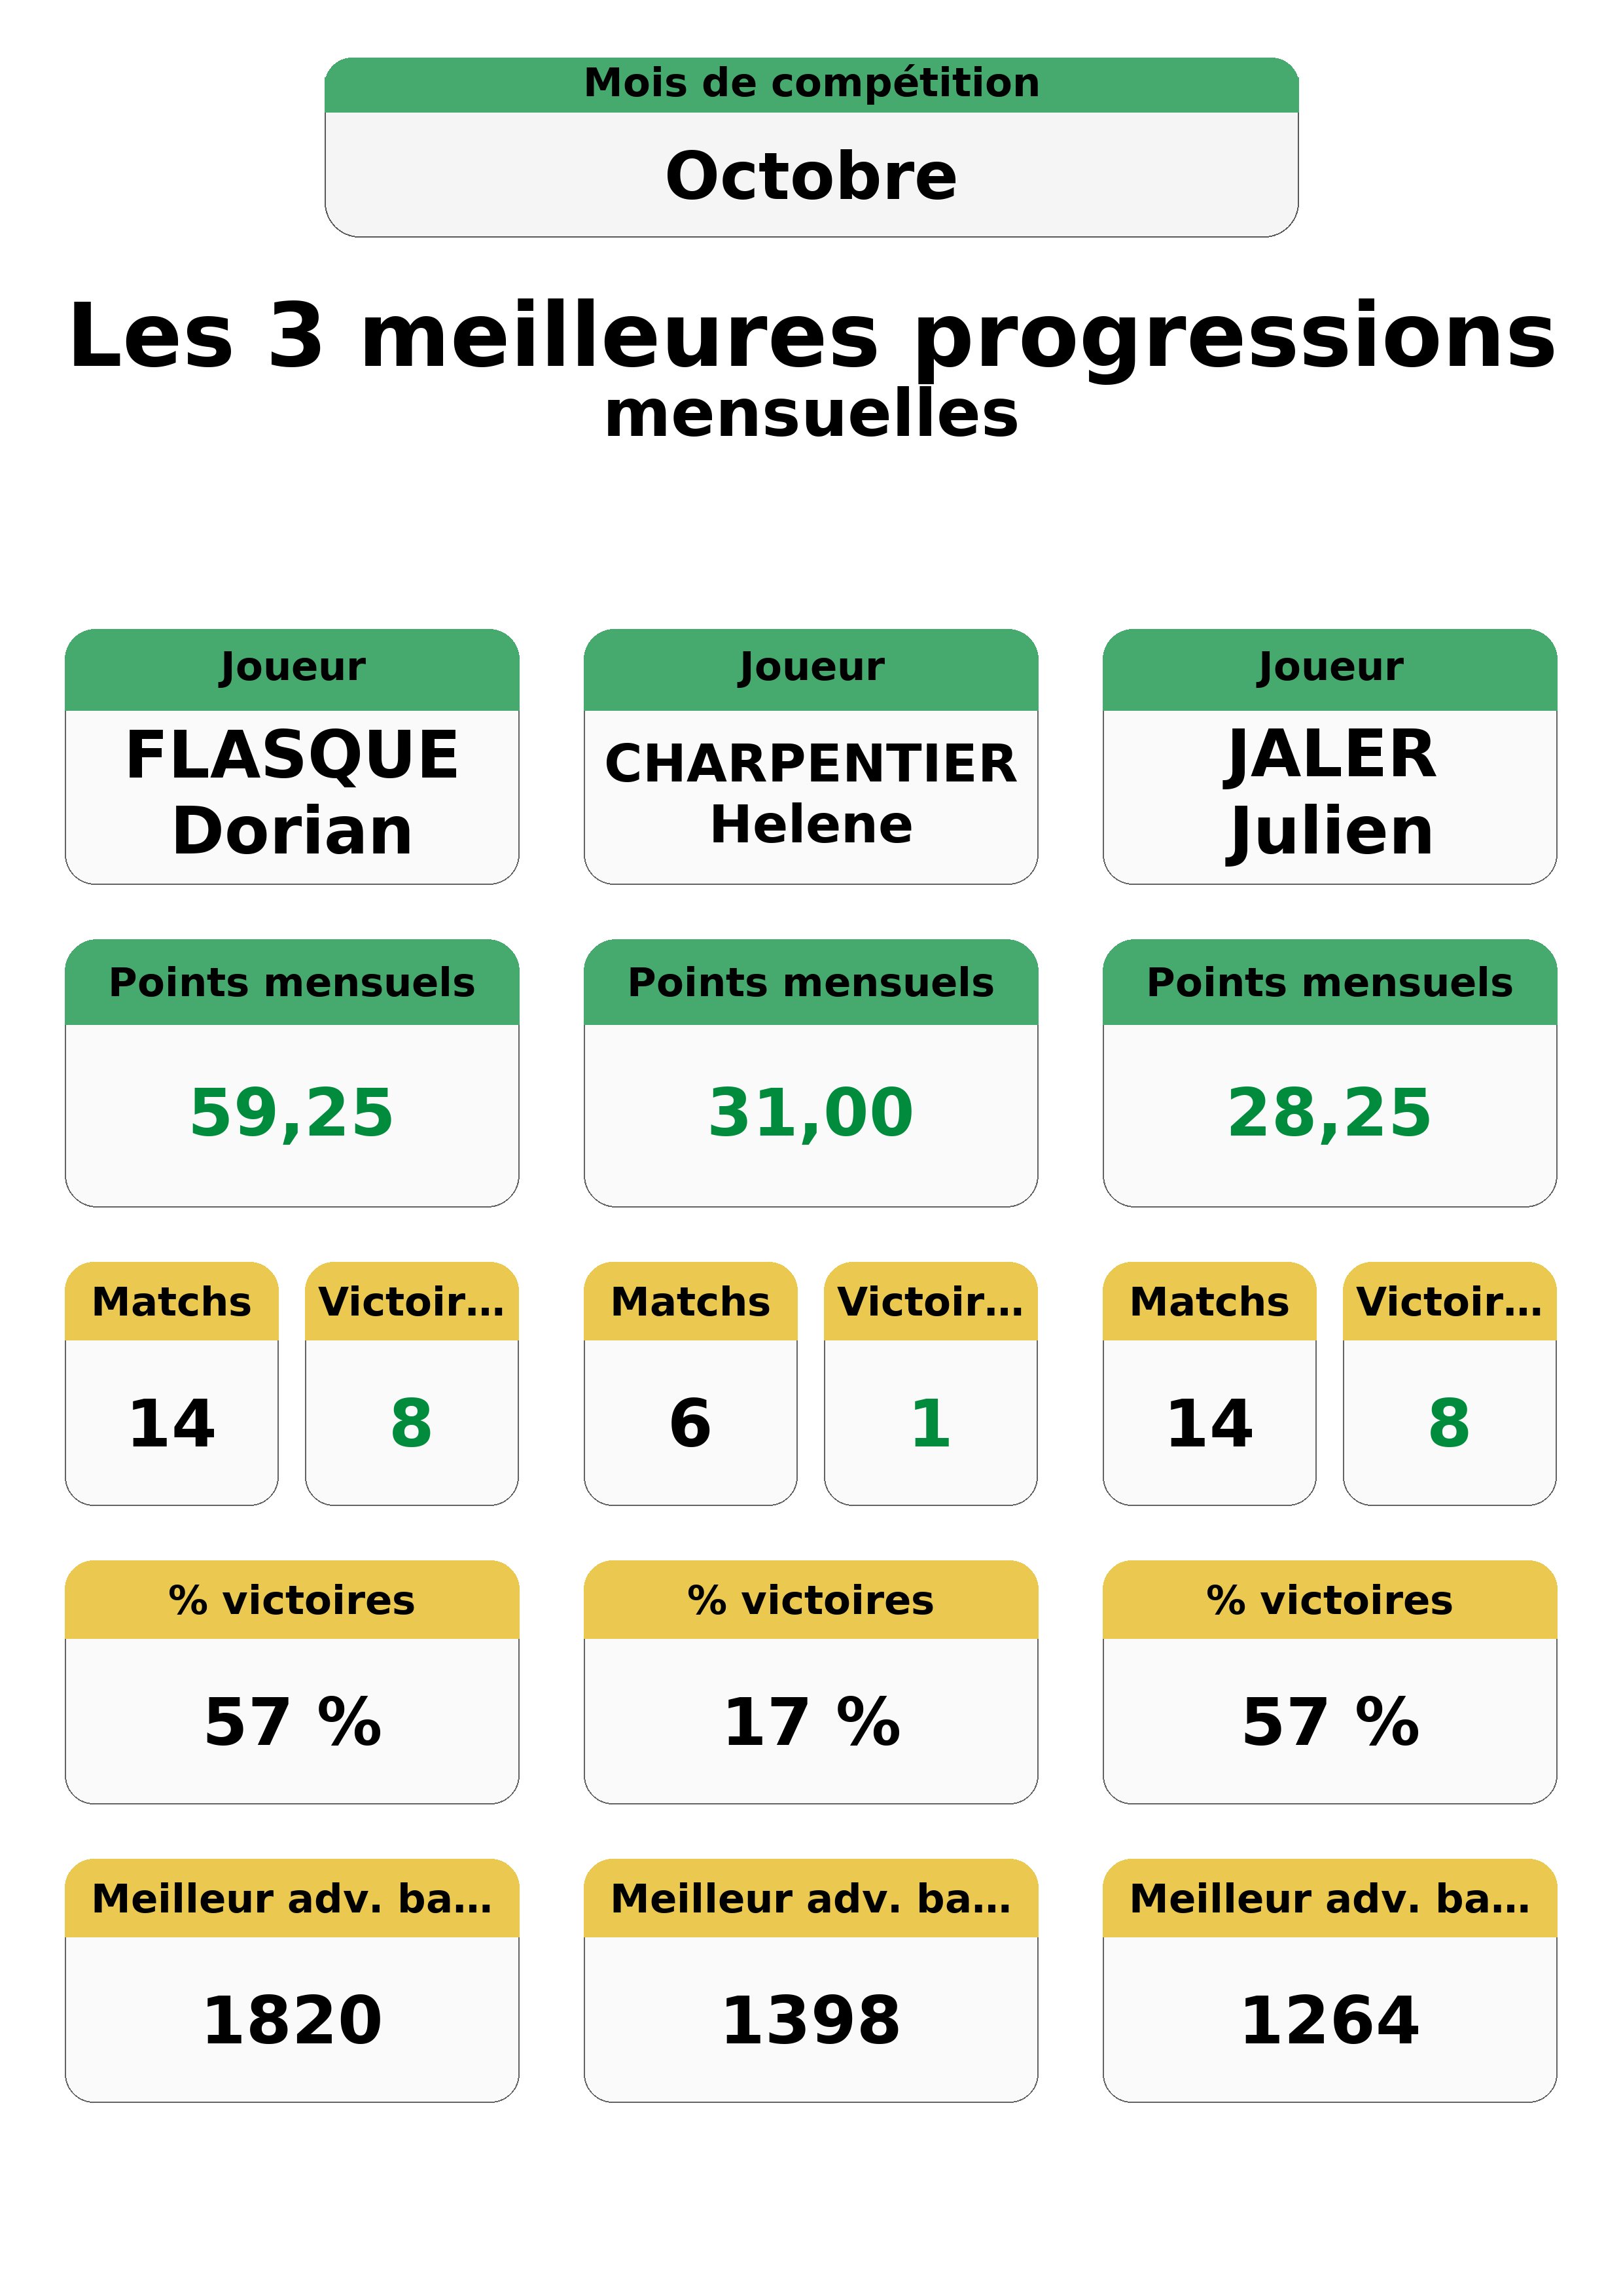 Mois de compétition
Octobre
Les 3 meilleures progressions
mensuelles
Joueur
FLASQUE
Dorian
Joueur
CHARPENTIER
Helene
Joueur
JALER
Julien
Points mensuels
59,25
Points mensuels
31,00
Points mensuels
28,25
Matchs
14
Victoir...
8
Matchs
6
Victoir...
1
Matchs
14
Victoir...
8
% victoires
57 %
% victoires
17 %
% victoires
57 %
Meilleur adv. ba...
1820
Meilleur adv. ba...
1398
Meilleur adv. ba...
1264